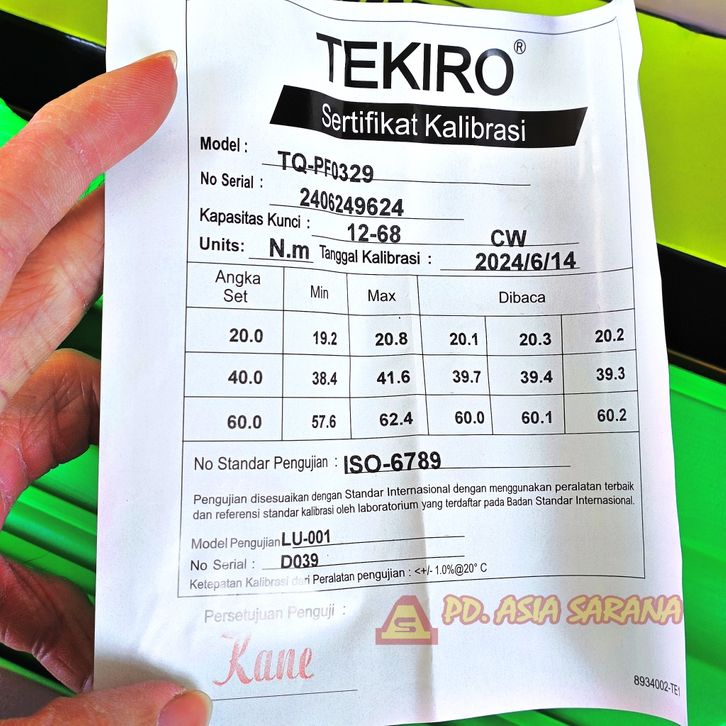 TEKIRO®
Sertifikat Kalibrasi
Model : TQ-PF0329
No Serial : 2406249624
Kapasitas Kunci : 12-68 CW
Units: N.m Tanggal Kalibrasi : 2024/6/14
Angka Set Min Max Dibaca
20.0 19.2 20.8 20.1 20.3 20.2
40.0 38.4 41.6 39.7 39.4 39.3
60.0 57.6 62.4 60.0 60.1 60.2
No Standar Pengujian : ISO-6789
Pengujian disesuaikan dengan Standar Internasional dengan menggunakan peralatan terbaik
dan referensi standar kalibrasi oleh laboratorium yang terdaftar pada Badan Standar Internasional.
Model Pengujian LU-001
No Serial : D039
Ketepatan Kalibrasi dari Peralatan pengujian : <+/- 1.0%@20° C
Persetujuan Penguji :
PD. ASIA SARANA
Kane
8934002-TE1